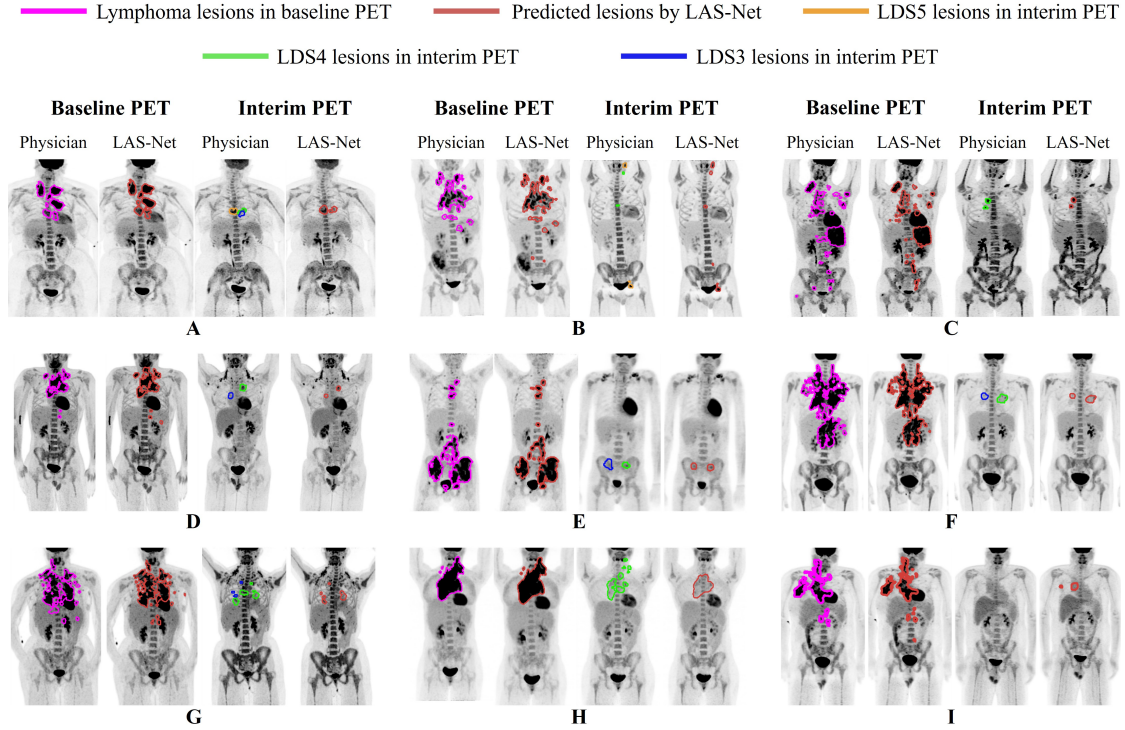 Lymphoma lesions in baseline PET Predicted lesions by LAS-Net LDS5 lesions in interim PET
LDS4 lesions in interim PET LDS3 lesions in interim PET
Baseline PET Interim PET Baseline PET Interim PET Baseline PET Interim PET
Physician LAS-Net Physician LAS-Net Physician LAS-Net Physician LAS-Net Physician LAS-Net Physician LAS-Net
A B C
D E F
G H I